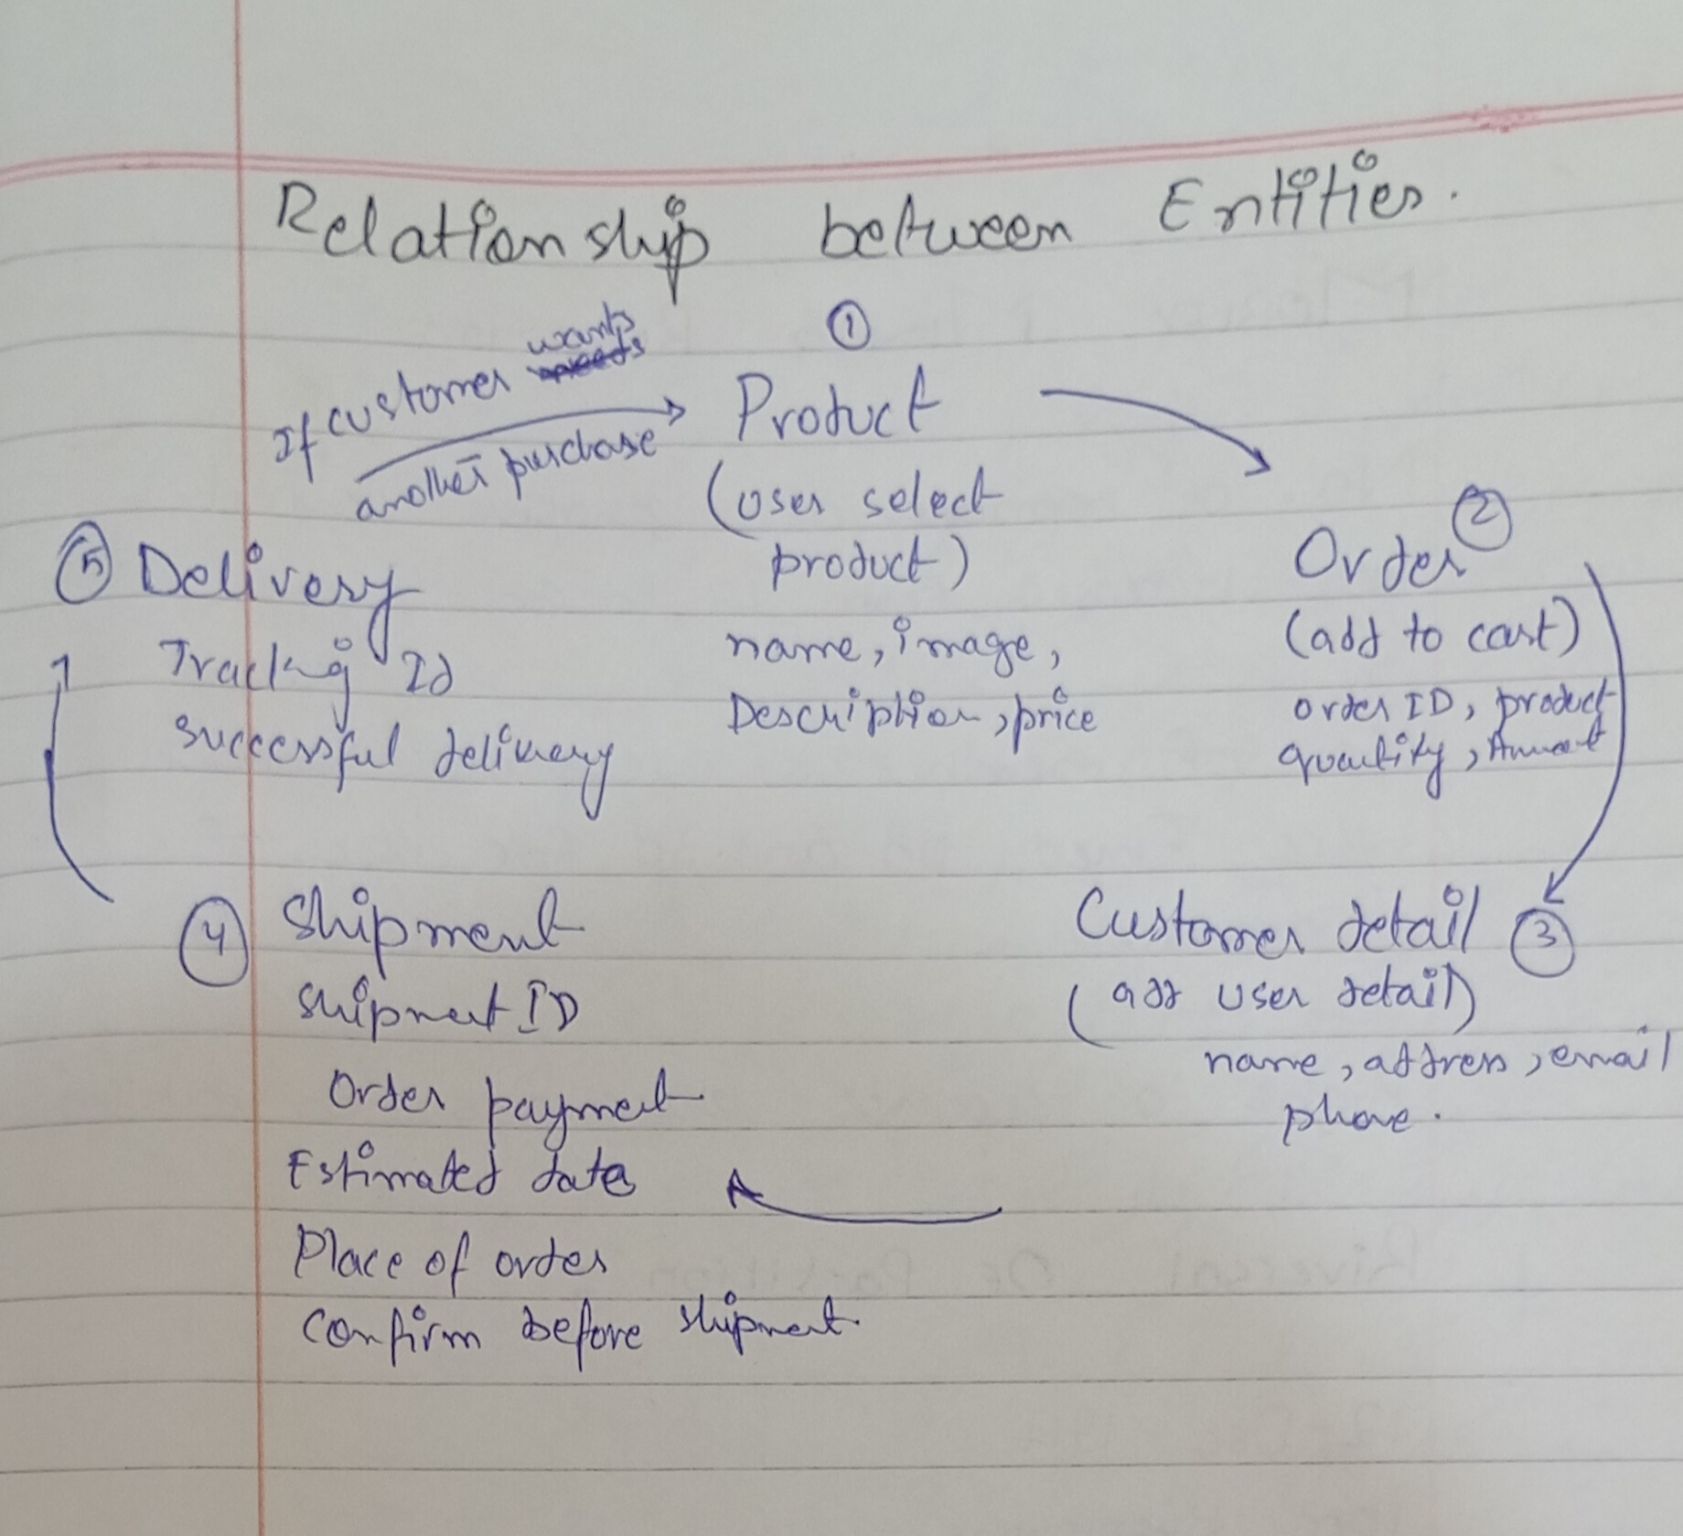 Relationship between Entities.
If customer wants
another purchase
①
Product
(User select
product)
name, image,
Description, price
②
Order
(add to cart)
order ID, product
quantity, Amount
Customer detail ③
(add user detail)
name, address, email
phone.
④ Shipment
Shipment ID
Order payment
Estimated date
Place of order
Confirm before shipment
⑤ Delivery
Tracking Id
Successful delivery